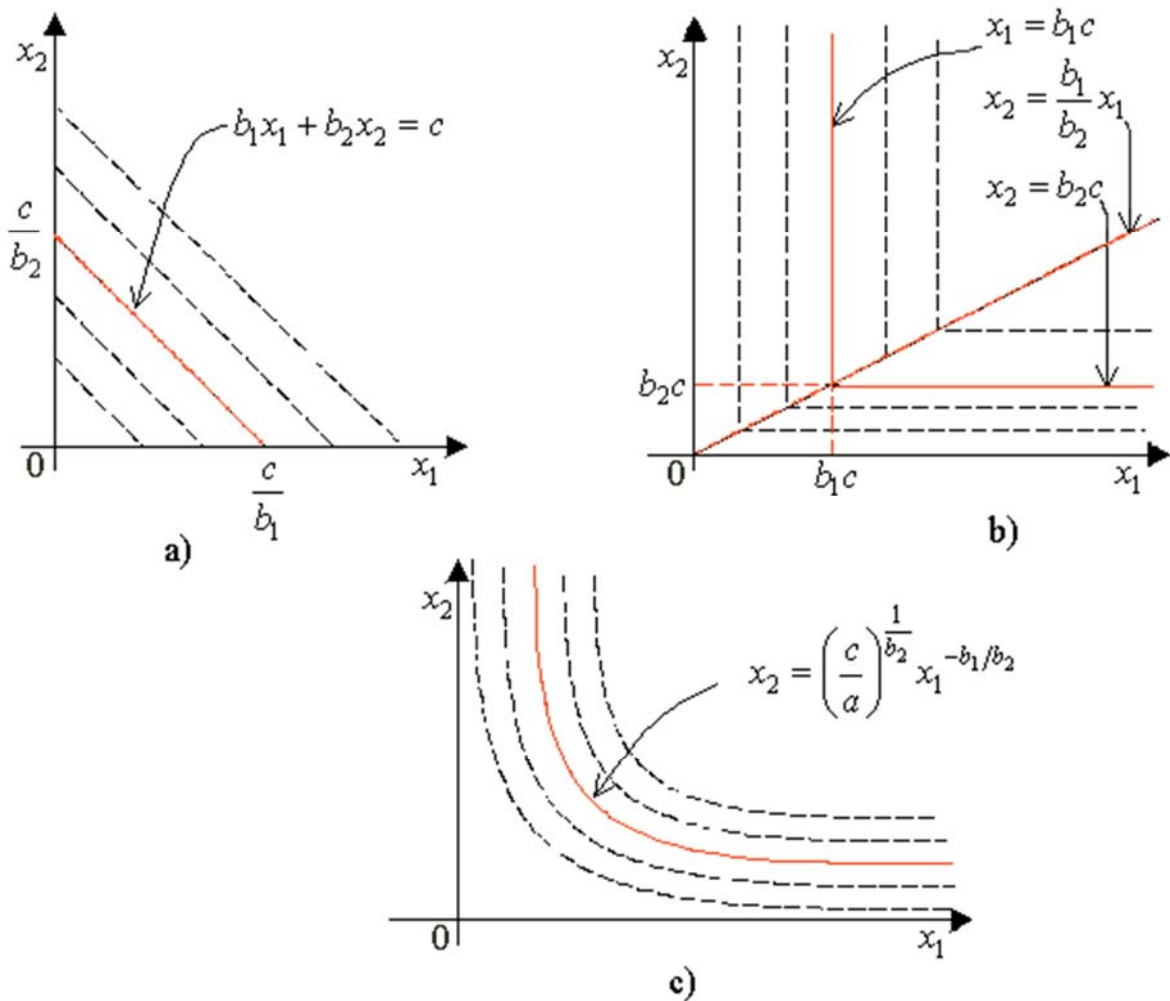 x₂
b₁x₁ + b₂x₂ = c
c/b₂
0
c/b₁
x₁
a)
x₂
x₁ = b₁c
x₂ = b₁/b₂ x₁
x₂ = b₂c
b₂c
0
b₁c
x₁
b)
x₂
x₂ = (c/a)^(1/b₂) x₁^(-b₁/b₂)
0
x₁
c)